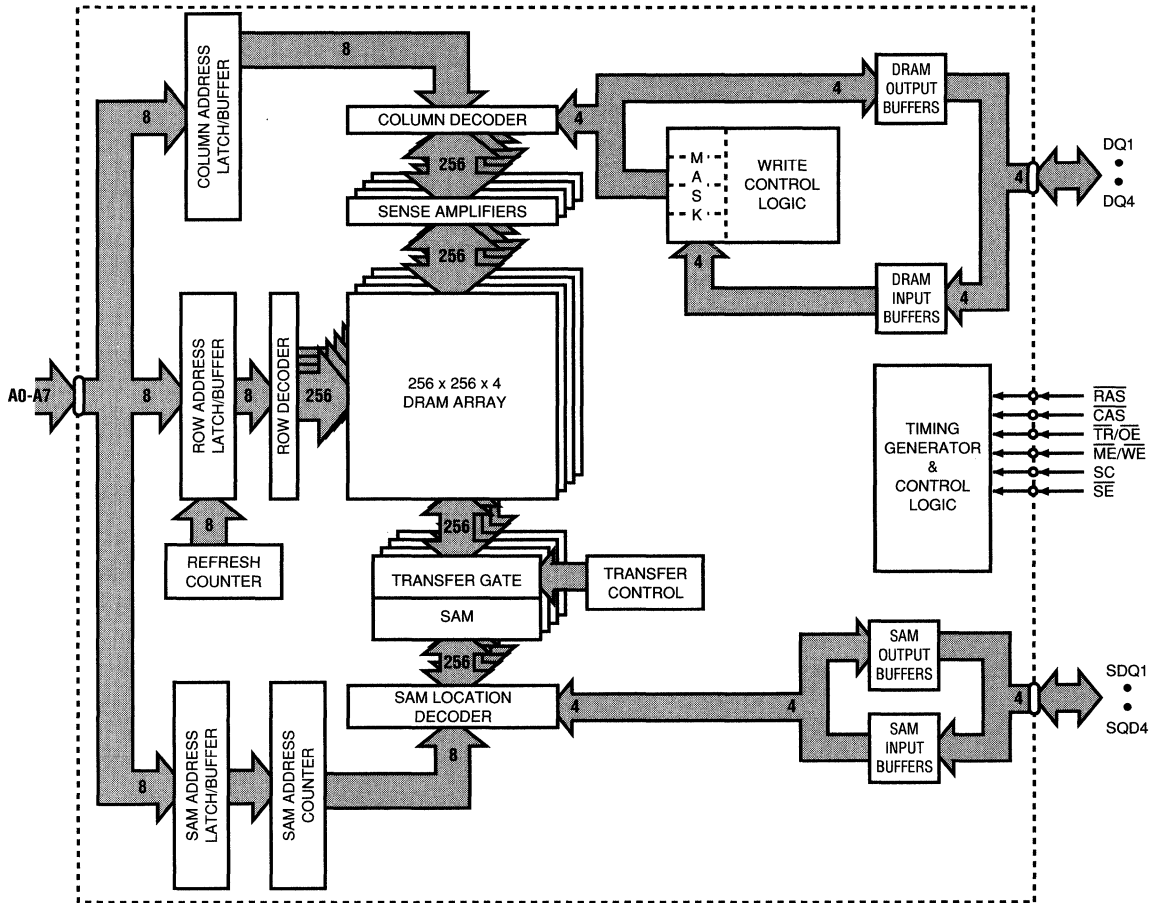 COLUMN ADDRESS
LATCH/BUFFER
8
8
COLUMN DECODER
4
256
SENSE AMPLIFIERS
256
4
DRAM
OUTPUT
BUFFERS
M
A
S
K
WRITE
CONTROL
LOGIC
4
4
DQ1
DQ4
DRAM
INPUT
BUFFERS
4
A0-A7
8
ROW ADDRESS
LATCH/BUFFER
8
ROW DECODER
256
256 x 256 x 4
DRAM ARRAY
TIMING
GENERATOR
&
CONTROL
LOGIC
RAS
CAS
TR/OE
ME/WE
SC
SE
8
REFRESH
COUNTER
256
TRANSFER GATE
SAM
TRANSFER
CONTROL
256
SAM LOCATION
DECODER
4
4
SAM
OUTPUT
BUFFERS
SAM
INPUT
BUFFERS
4
SDQ1
SQD4
8
SAM ADDRESS
LATCH/BUFFER
SAM ADDRESS
COUNTER
8